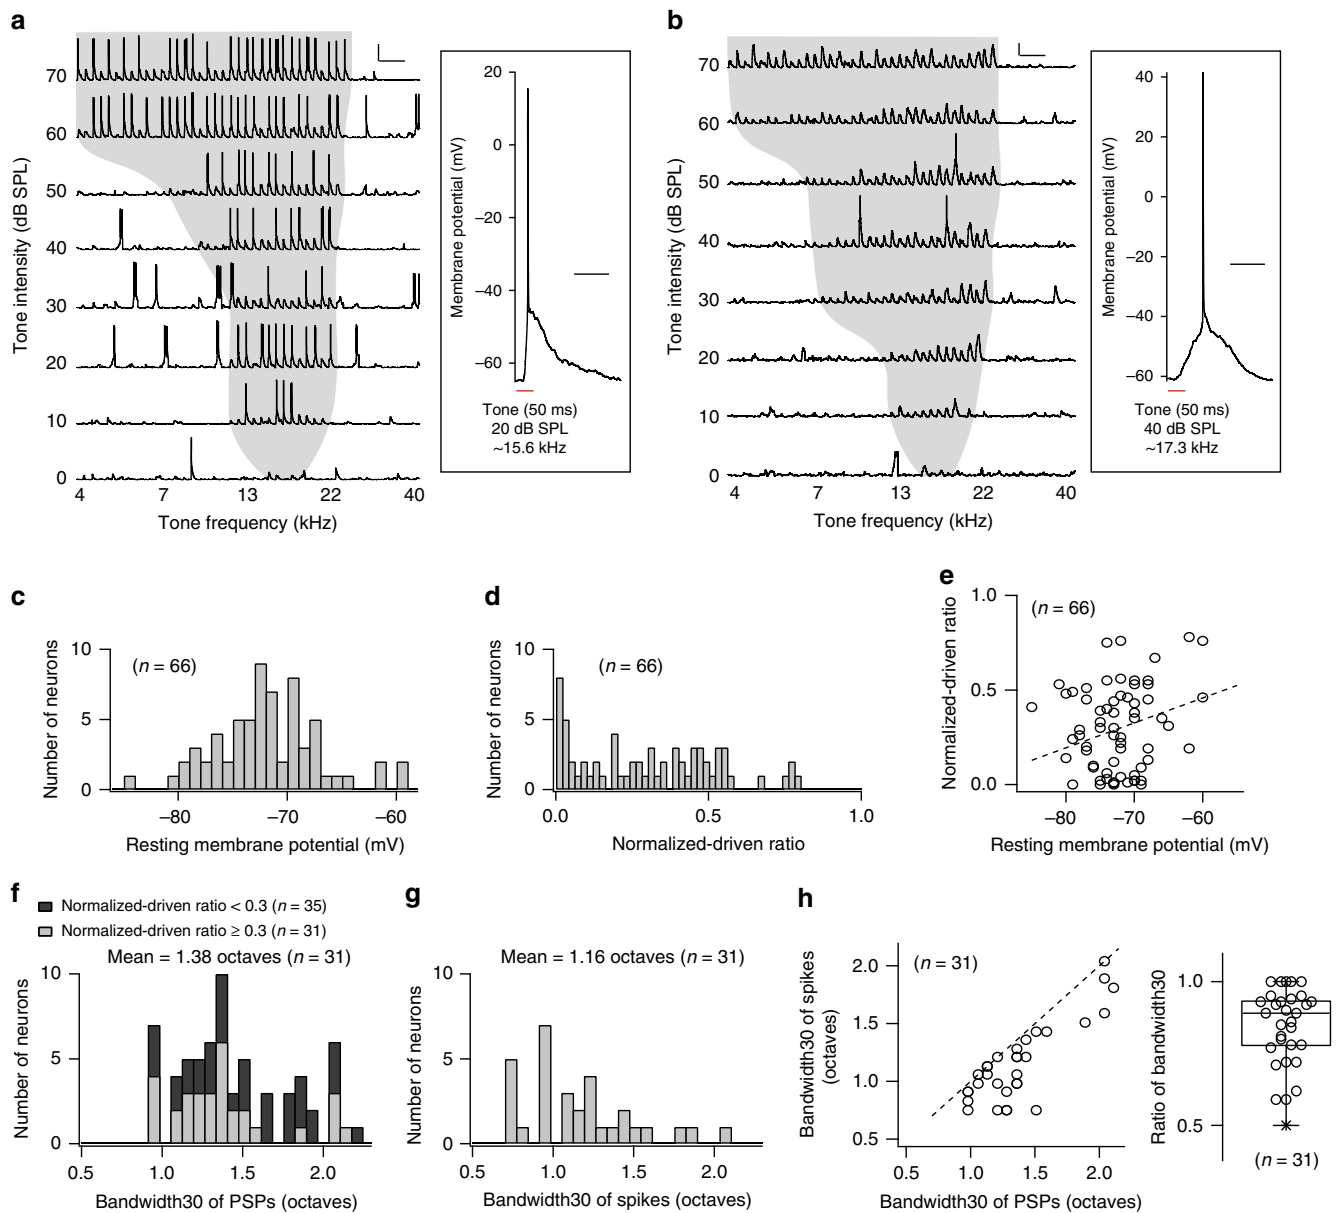 a
Tone intensity (dB SPL)
70
60
50
40
30
20
10
0
4 7 13 22 40
Tone frequency (kHz)
Membrane potential (mV)
20
0
−20
−40
−60
Tone (50 ms)
20 dB SPL
~15.6 kHz
b
Tone intensity (dB SPL)
70
60
50
40
30
20
10
0
4 7 13 22 40
Tone frequency (kHz)
Membrane potential (mV)
40
20
0
−20
−40
−60
Tone (50 ms)
40 dB SPL
~17.3 kHz
c
Number of neurons
10
5
0
(n = 66)
−80 −70 −60
Resting membrane potential (mV)
d
Number of neurons
10
5
0
(n = 66)
0.0 0.5 1.0
Normalized-driven ratio
e
Normalized-driven ratio
1.0
0.5
0.0
(n = 66)
−80 −70 −60
Resting membrane potential (mV)
f
Normalized-driven ratio < 0.3 (n = 35)
Normalized-driven ratio ≥ 0.3 (n = 31)
Mean = 1.38 octaves (n = 31)
Number of neurons
10
5
0
0.5 1.0 1.5 2.0
Bandwidth30 of PSPs (octaves)
g
Mean = 1.16 octaves (n = 31)
Number of neurons
10
5
0
0.5 1.0 1.5 2.0
Bandwidth30 of spikes (octaves)
h
Bandwidth30 of spikes
(octaves)
2.0
1.5
1.0
0.5
(n = 31)
0.5 1.0 1.5 2.0
Bandwidth30 of PSPs (octaves)
Ratio of bandwidth30
1.0
0.5
(n = 31)